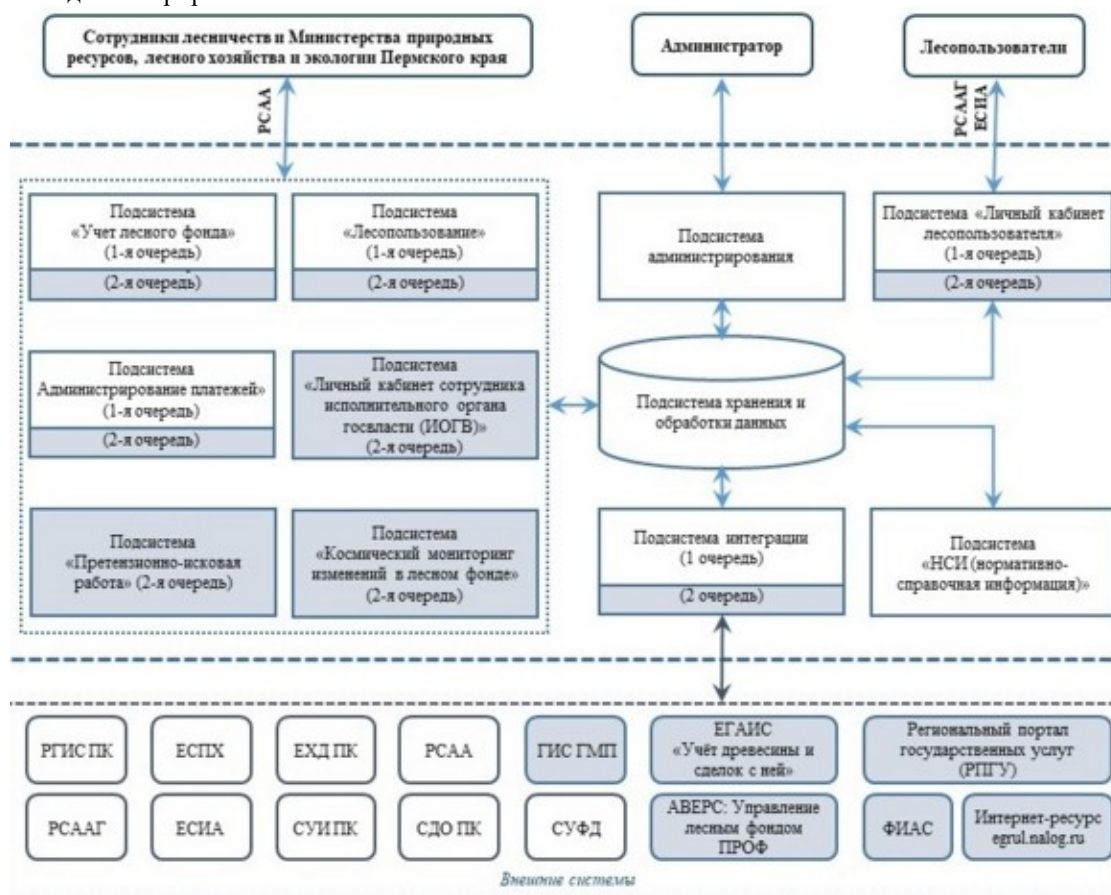 Сотрудники лесничеств и Министерства природных
ресурсов, лесного хозяйства и экологии Пермского края
Администратор
Лесопользователи
РСАА
РСААГ
ЕСИА
Подсистема
«Учет лесного фонда»
(1-я очередь)
(2-я очередь)
Подсистема
«Лесопользование»
(1-я очередь)
(2-я очередь)
Подсистема
администрирования
Подсистема «Личный кабинет
лесопользователя»
(1-я очередь)
(2-я очередь)
Подсистема
Администрирование платежей»
(1-я очередь)
(2-я очередь)
Подсистема
«Личный кабинет сотрудника
исполнительного органа
госвласти (ИОГВ)»
(2-я очередь)
Подсистема хранения и
обработки данных
Подсистема
«Претензионно-исковая
работа» (2-я очередь)
Подсистема
«Космический мониторинг
изменений в лесном фонде»
(2-я очередь)
Подсистема интеграции
(1 очередь)
(2 очередь)
Подсистема
«НСИ (нормативно-
справочная информация)»
РГИС ПК
ЕСПХ
ЕХД ПК
РСАА
ГИС ГМП
ЕГАИС
«Учёт древесины и
сделок с ней»
Региональный портал
государственных услуг
(РПГУ)
РСААГ
ЕСИА
СУИ ПК
СДО ПК
СУФД
АВЕРС: Управление
лесным фондом
ПРОФ
ФИАС
Интернет-ресурс
egrul.nalog.ru
Внешние системы